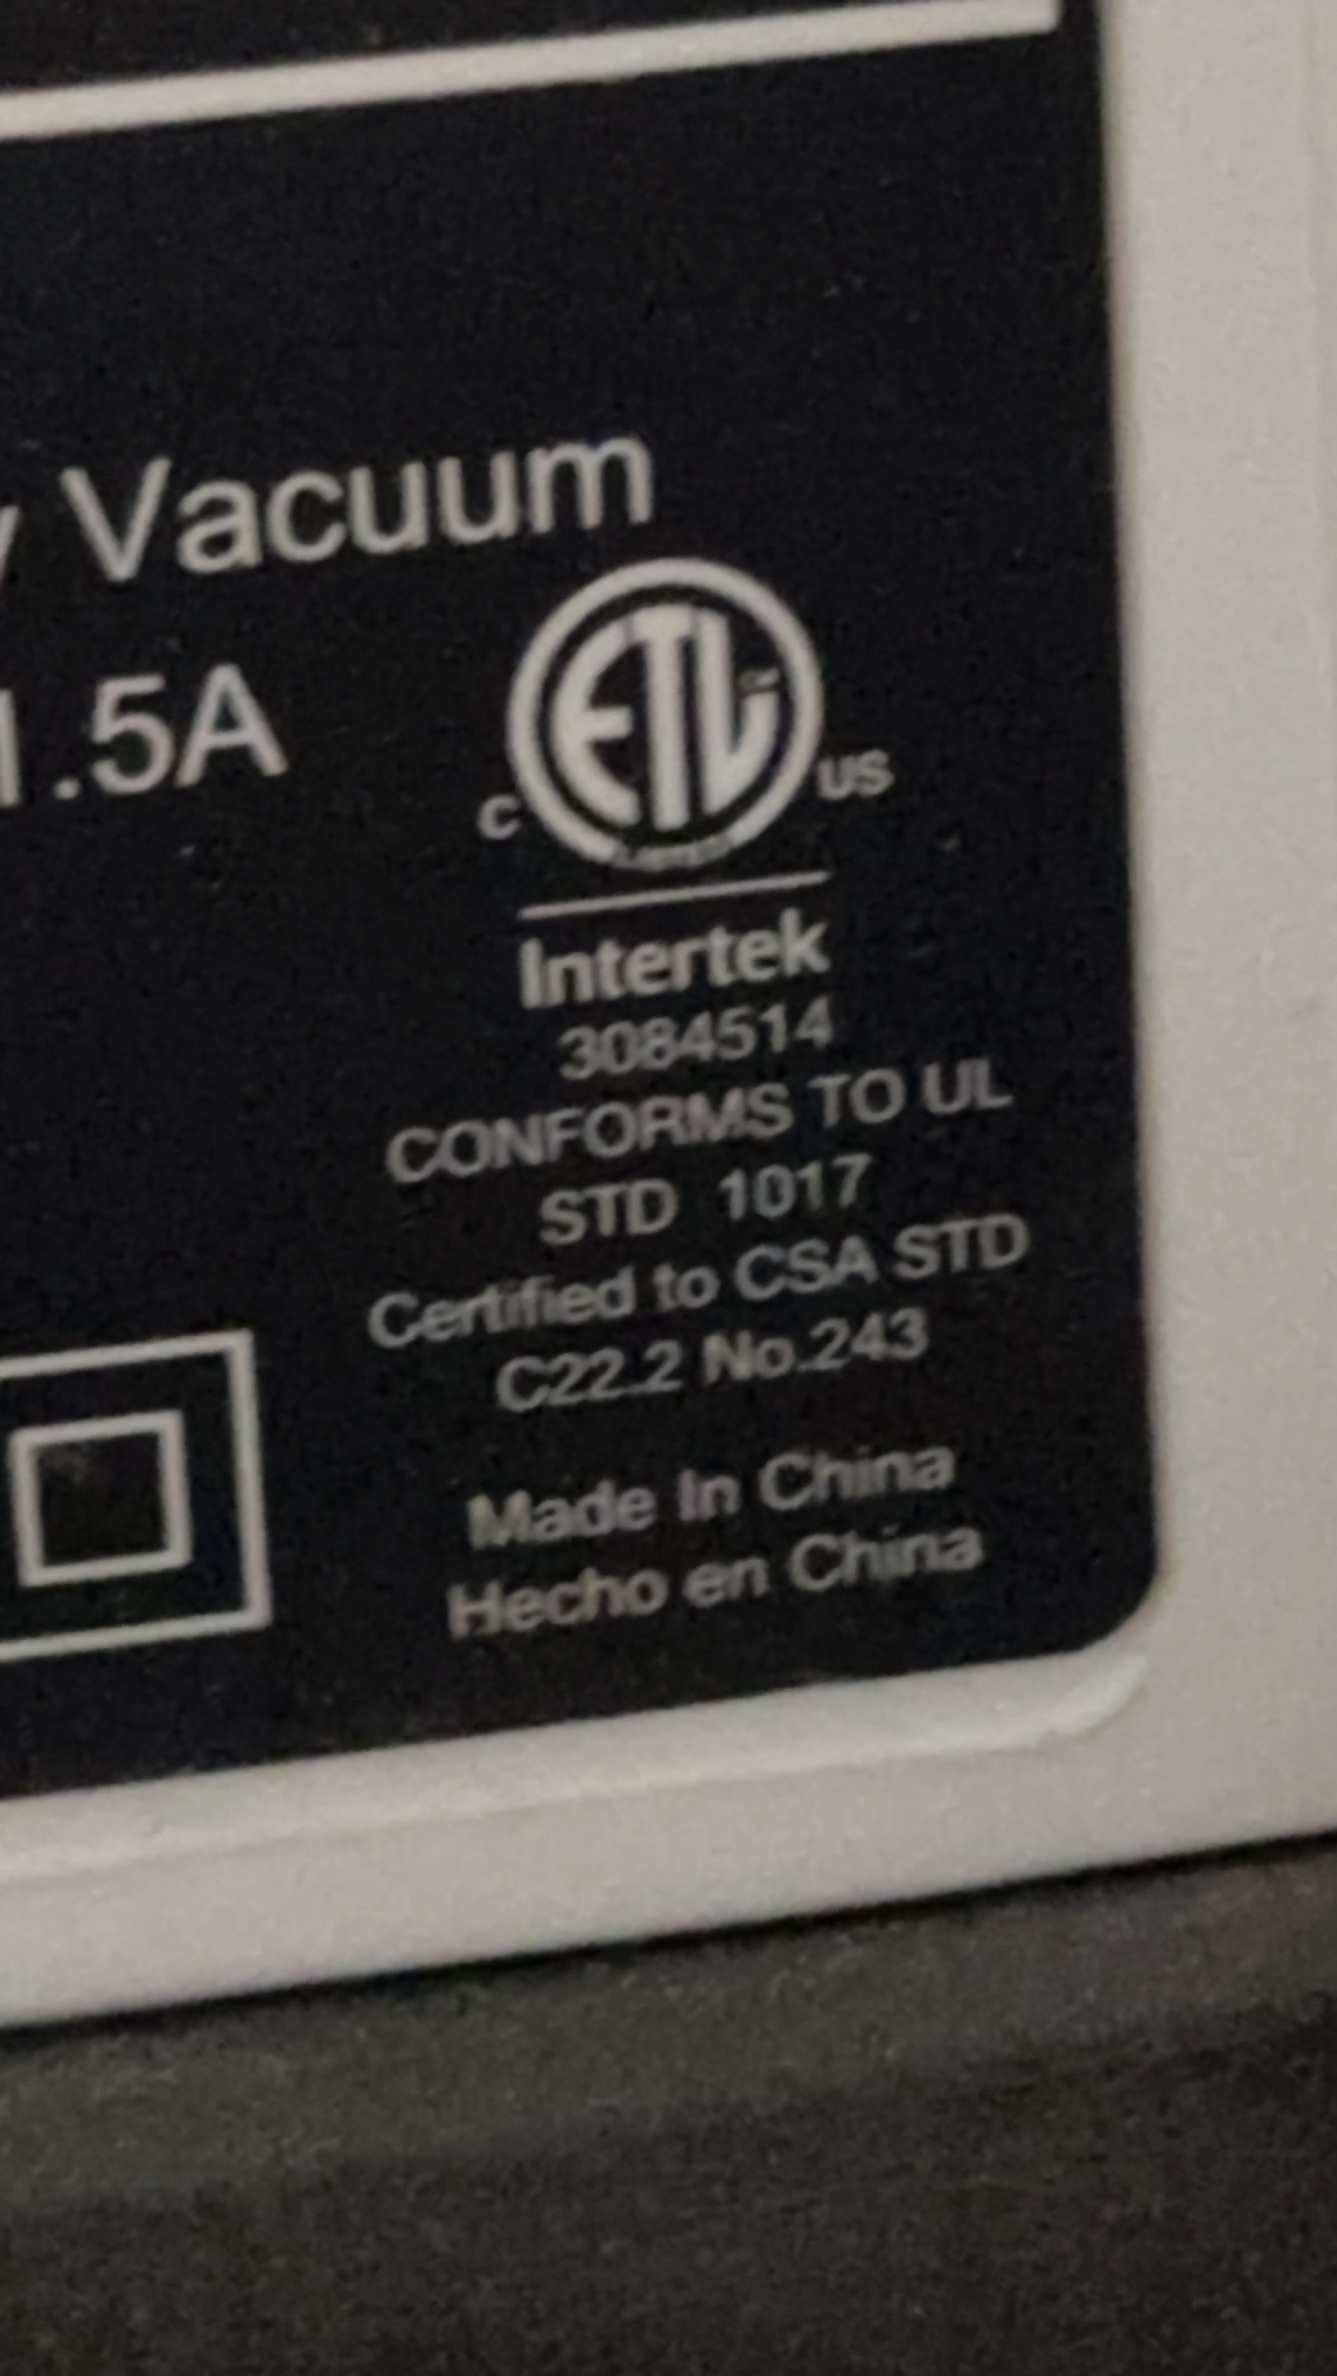 Vacuum
.5A
ETL
C US
Intertek
3084514
CONFORMS TO UL
STD 1017
Certified to CSA STD
C22.2 No.243
Made In China
Hecho en China